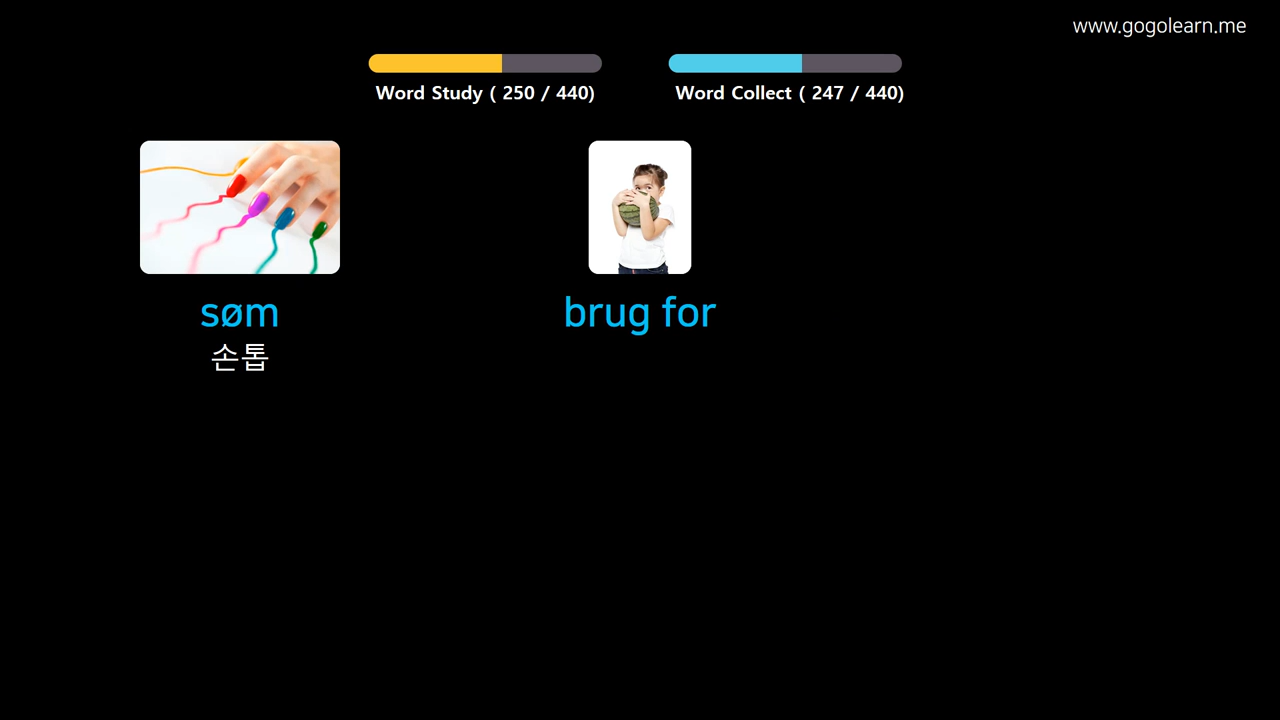 www.gogolearn.me
Word Study ( 250 / 440)
Word Collect ( 247 / 440)
søm
손톱
brug for